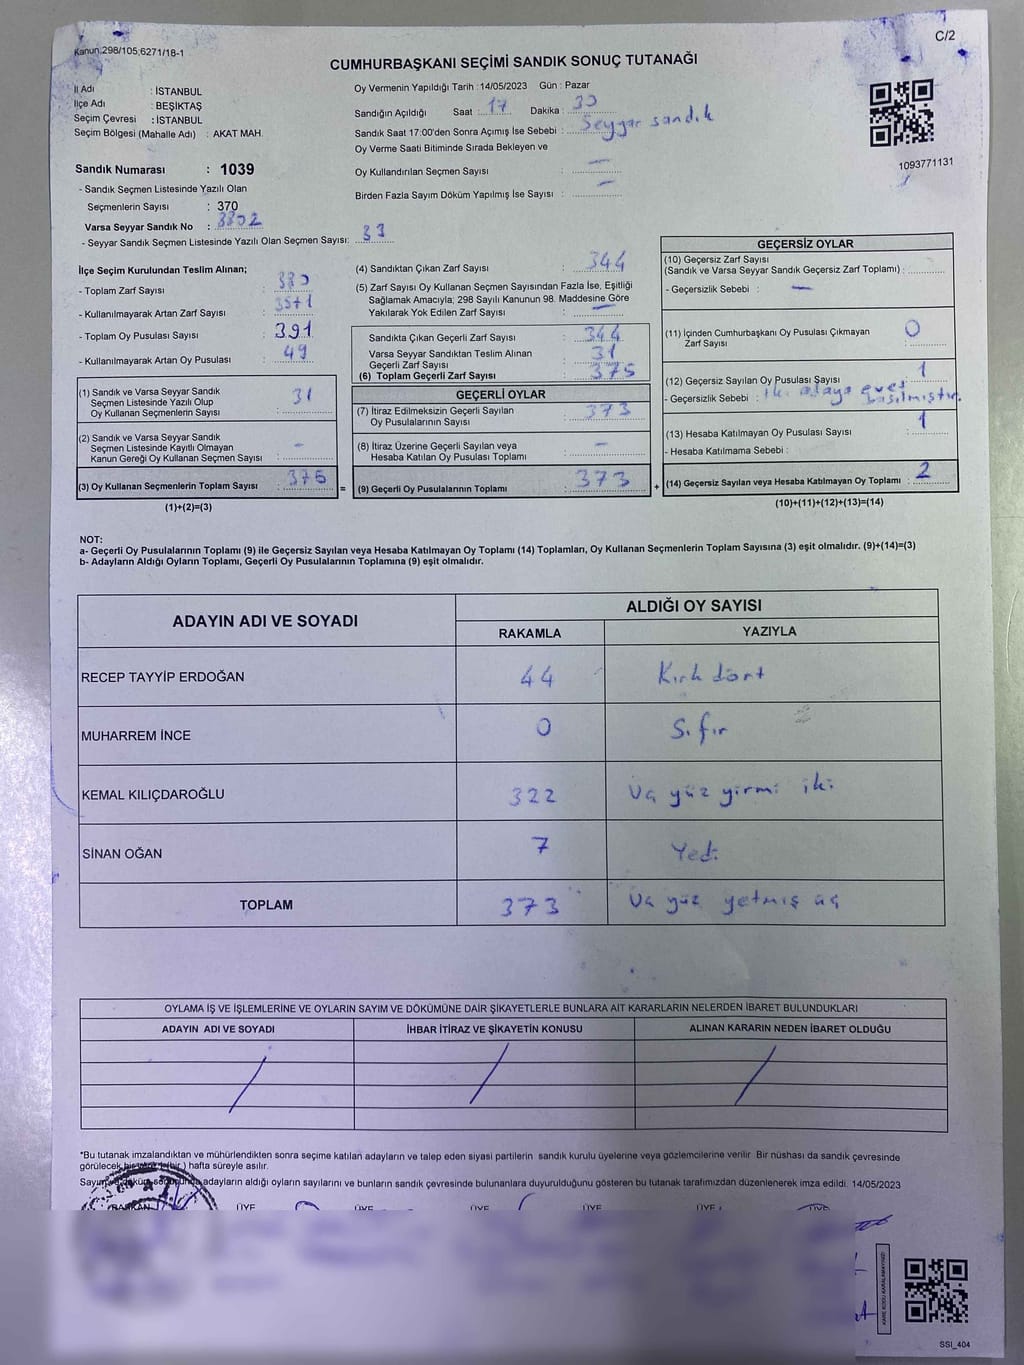 Kanun.298/105,6271/18-1
C/2
CUMHURBAŞKANI SEÇİMİ SANDIK SONUÇ TUTANAĞI
İl Adı : İSTANBUL
İlçe Adı : BEŞİKTAŞ
Seçim Çevresi : İSTANBUL
Seçim Bölgesi (Mahalle Adı) : AKAT MAH.
Oy Vermenin Yapıldığı Tarih :14/05/2023 Gün : Pazar
Sandığın Açıldığı Saat : 17 Dakika : 30
Sandık Saat 17:00'den Sonra Açımış İse Sebebi : Seyyar sandık
Oy Verme Saati Bitiminde Sırada Bekleyen ve
Oy Kullandırılan Seçmen Sayısı : —
Birden Fazla Sayım Döküm Yapılmış İse Sayısı : —
1093771131
Sandık Numarası : 1039
- Sandık Seçmen Listesinde Yazılı Olan
Seçmenlerin Sayısı : 370
Varsa Seyyar Sandık No : 3802
- Seyyar Sandık Seçmen Listesinde Yazılı Olan Seçmen Sayısı: 33
İlçe Seçim Kurulundan Teslim Alınan;
- Toplam Zarf Sayısı :
- Kullanılmayarak Artan Zarf Sayısı :
- Toplam Oy Pusulası Sayısı : 391
- Kullanılmayarak Artan Oy Pusulası : 49
(1) Sandık ve Varsa Seyyar Sandık
Seçmen Listesinde Yazılı Olup
Oy Kullanan Seçmenlerin Sayısı : 31
(2) Sandık ve Varsa Seyyar Sandık
Seçmen Listesinde Kayıtlı Olmayan
Kanun Gereği Oy Kullanan Seçmen Sayısı : -
(3) Oy Kullanan Seçmenlerin Toplam Sayısı :
(1)+(2)=(3)
(4) Sandıktan Çıkan Zarf Sayısı : 344
(5) Zarf Sayısı Oy Kullanan Seçmen Sayısından Fazla İse, Eşitliği
Sağlamak Amacıyla; 298 Sayılı Kanunun 98. Maddesine Göre
Yakılarak Yok Edilen Zarf Sayısı : —
Sandıkta Çıkan Geçerli Zarf Sayısı : 344
Varsa Seyyar Sandıktan Teslim Alınan
Geçerli Zarf Sayısı : 31
(6) Toplam Geçerli Zarf Sayısı : 375
GEÇERLİ OYLAR
(7) İtiraz Edilmeksizin Geçerli Sayılan
Oy Pusulalarının Sayısı : 373
(8) İtiraz Üzerine Geçerli Sayılan veya
Hesaba Katılan Oy Pusulası Toplamı : —
= (9) Geçerli Oy Pusulalarının Toplamı : 373
GEÇERSİZ OYLAR
(10) Geçersiz Zarf Sayısı
(Sandık ve Varsa Seyyar Sandık Geçersiz Zarf Toplamı) :
- Geçersizlik Sebebi : —
(11) İçinden Cumhurbaşkanı Oy Pusulası Çıkmayan
Zarf Sayısı : 0
(12) Geçersiz Sayılan Oy Pusulası Sayısı : 1
- Geçersizlik Sebebi : iki adaya evet basılmıştır.
(13) Hesaba Katılmayan Oy Pusulası Sayısı : 1
- Hesaba Katılmama Sebebi :
+ (14) Geçersiz Sayılan veya Hesaba Katılmayan Oy Toplamı : 2
(10)+(11)+(12)+(13)=(14)
NOT:
a- Geçerli Oy Pusulalarının Toplamı (9) ile Geçersiz Sayılan veya Hesaba Katılmayan Oy Toplamı (14) Toplamları, Oy Kullanan Seçmenlerin Toplam Sayısına (3) eşit olmalıdır. (9)+(14)=(3)
b- Adayların Aldığı Oyların Toplamı, Geçerli Oy Pusulalarının Toplamına (9) eşit olmalıdır.
ADAYIN ADI VE SOYADI
ALDIĞI OY SAYISI
RAKAMLA YAZIYLA
RECEP TAYYİP ERDOĞAN 44 Kırk dört
MUHARREM İNCE 0 Sıfır
KEMAL KILIÇDAROĞLU 322 Üç yüz yirmi iki
SİNAN OĞAN 7 Yedi
TOPLAM 373 Üç yüz yetmiş üç
OYLAMA İŞ VE İŞLEMLERİNE VE OYLARIN SAYIM VE DÖKÜMÜNE DAİR ŞİKAYETLERLE BUNLARA AİT KARARLARIN NELERDEN İBARET BULUNDUKLARI
ADAYIN ADI VE SOYADI İHBAR İTİRAZ VE ŞİKAYETİN KONUSU ALINAN KARARIN NEDEN İBARET OLDUĞU
*Bu tutanak imzalandıktan ve mühürlendikten sonra seçime katılan adayların ve talep eden siyasi partilerin sandık kurulu üyelerine veya gözlemcilerine verilir. Bir nüshası da sandık çevresinde
görülecek bir yere 1 (bir ) hafta süreyle asılır.
Sayım ve döküm sonucunda adayların aldığı oyların sayılarını ve bunların sandık çevresinde bulunanlara duyurulduğunu gösteren bu tutanak tarafımızdan düzenlenerek imza edildi. 14/05/2023
BAŞKAN ÜYE ÜYE ÜYE ÜYE ÜYE ÜYE
KARE KODU KARALAMAYINIZ!
SSI_404